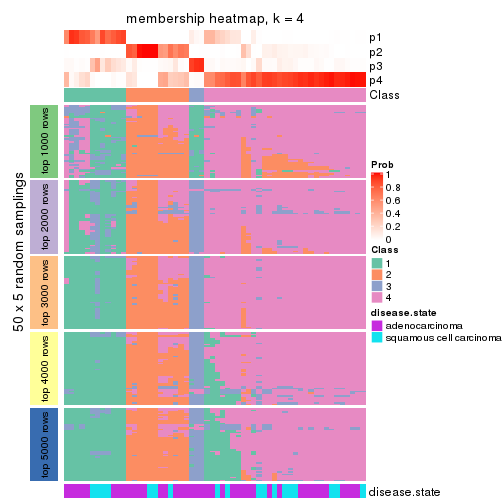 membership heatmap, k = 4
p1
p2
p3
p4
Class
50 x 5 random samplings
top 1000 rows
top 2000 rows
top 3000 rows
top 4000 rows
top 5000 rows
Prob
1
0.8
0.6
0.4
0.2
0
Class
1
2
3
4
disease.state
adenocarcinoma
squamous cell carcinoma
disease.state